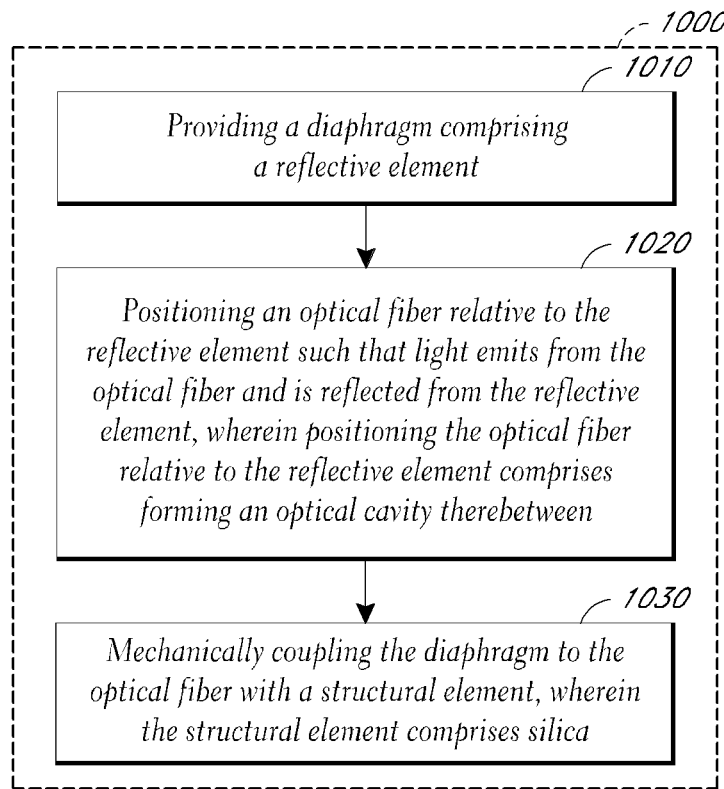 1000
1010
Providing a diaphragm comprising
a reflective element
1020
Positioning an optical fiber relative to the
reflective element such that light emits from the
optical fiber and is reflected from the reflective
element, wherein positioning the optical fiber
relative to the reflective element comprises
forming an optical cavity therebetween
1030
Mechanically coupling the diaphragm to the
optical fiber with a structural element, wherein
the structural element comprises silica